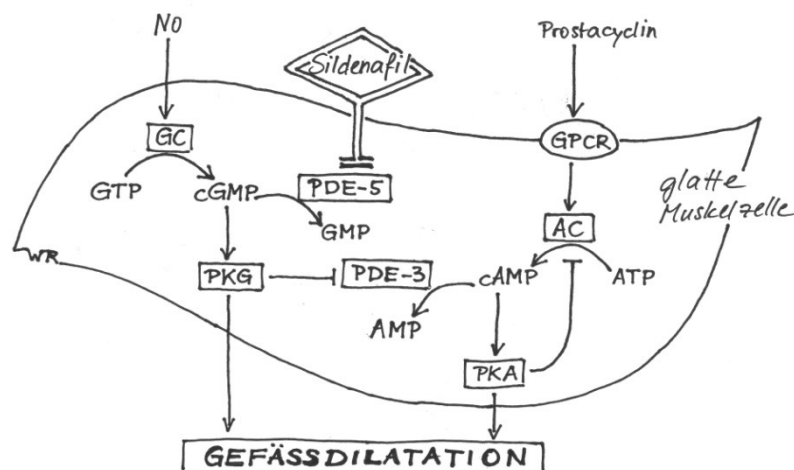 NO
Prostacyclin
Sildenafil
GC
GPCR
GTP
cGMP
PDE-5
GMP
glatte
Muskelzelle
AC
WR
PKG
PDE-3
cAMP
ATP
AMP
PKA
GEFÄSSDILATATION